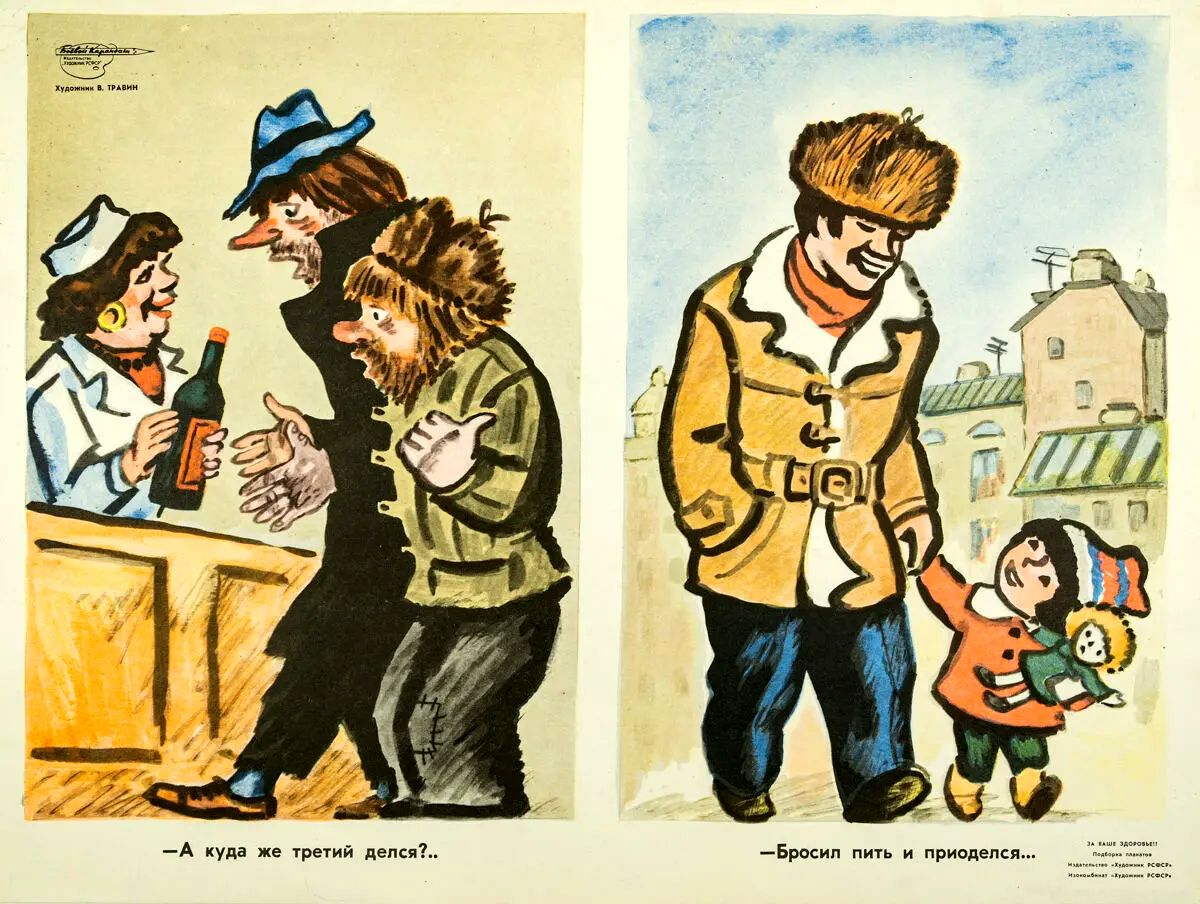 Боевой Карандаш
Издательство
"Художник РСФСР"
Художник В. ТРАВИН
—А куда же третий делся?..
—Бросил пить и приоделся...
ЗА ВАШЕ ЗДОРОВЬЕ!!
Подборка плакатов
Издательство «Художник РСФСР»
Изокомбинат «Художник РСФСР»